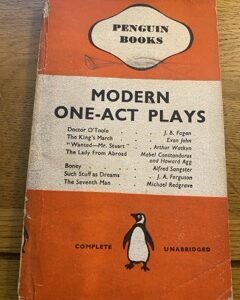 PENGUIN
BOOKS
MODERN
ONE-ACT PLAYS
Doctor O'Toole . . . J. B. Fagan
The King's March . . . Evan John
"Wanted—Mr. Stuart" . . Arthur Watkyn
The Lady From Abroad Mabel Constanduros
and Howard Agg
Boney . . . . Alfred Sangster
Such Stuff as Dreams . J. A. Ferguson
The Seventh Man . . Michael Redgrave
COMPLETE UNABRIDGED